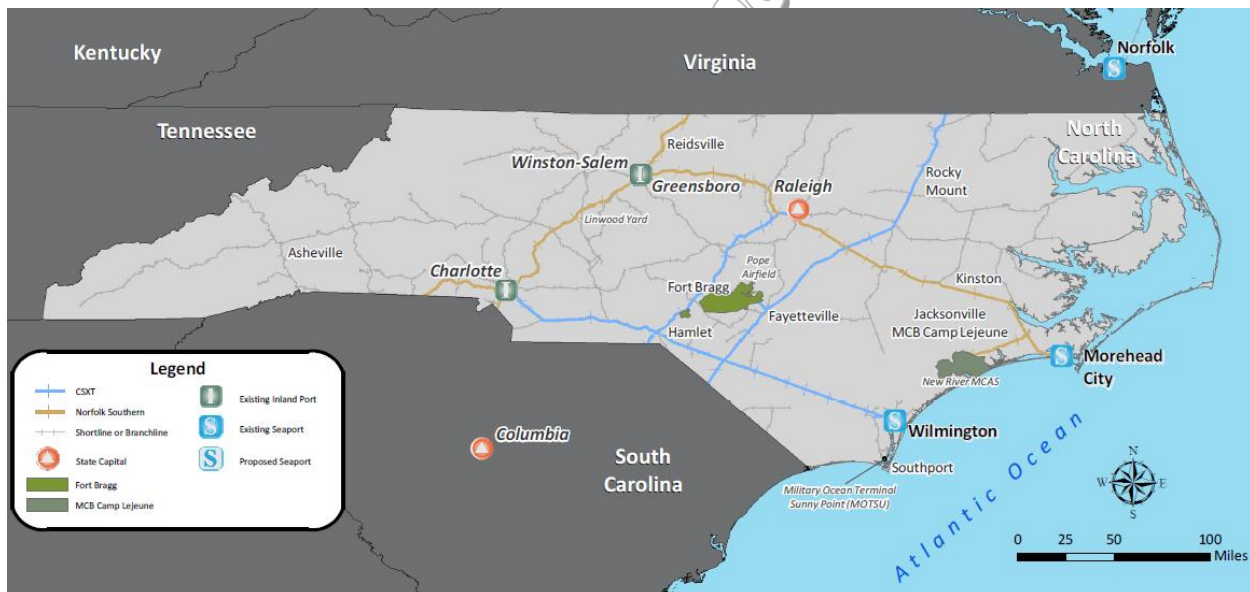 Kentucky
Virginia
Norfolk
S
Tennessee
North
Carolina
Reidsville
Winston-Salem
I
Greensboro
Raleigh
Rocky
Mount
Linwood Yard
Asheville
Charlotte
I
Pope
Airfield
Fort Bragg
Kinston
Hamlet
Fayetteville
Jacksonville
MCB Camp Lejeune
New River MCAS
S
Morehead
City
S
Wilmington
Southport
Military Ocean Terminal
Sunny Point (MOTSU)
Columbia
South
Carolina
Atlantic Ocean
Legend
CSXT
Norfolk Southern
Shortline or Branchline
State Capital
Fort Bragg
MCB Camp Lejeune
I
Existing Inland Port
S
Existing Seaport
S
Proposed Seaport
N
W
E
S
0 25 50 100
Miles